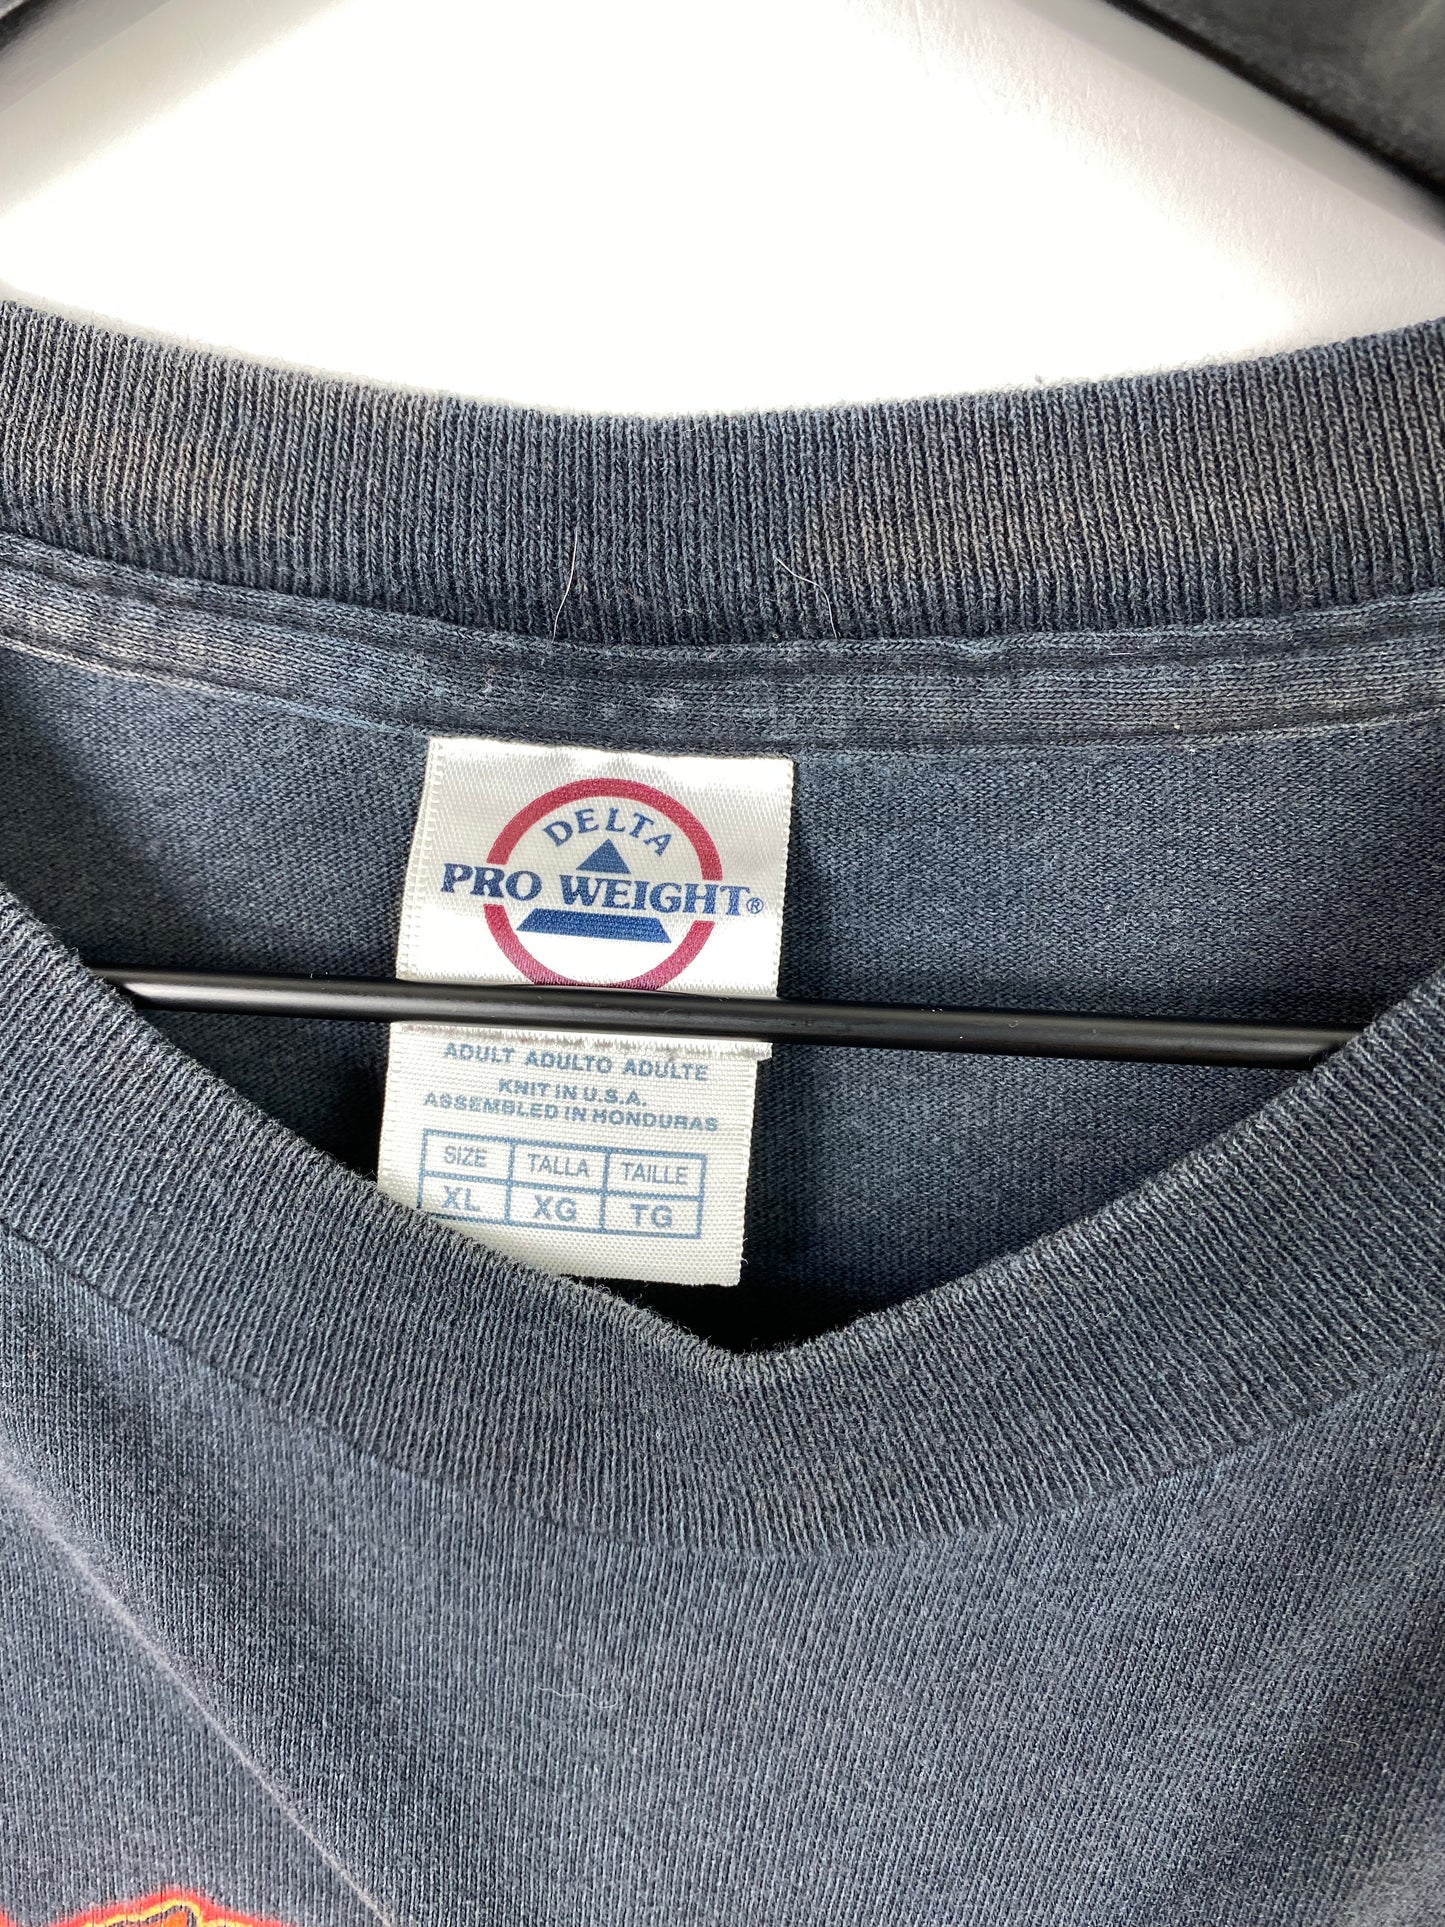 DELTA
PRO WEIGHT®
ADULT ADULTO ADULTE
KNIT IN U.S.A.
ASSEMBLED IN HONDURAS
SIZE TALLA TAILLE
XL XG TG